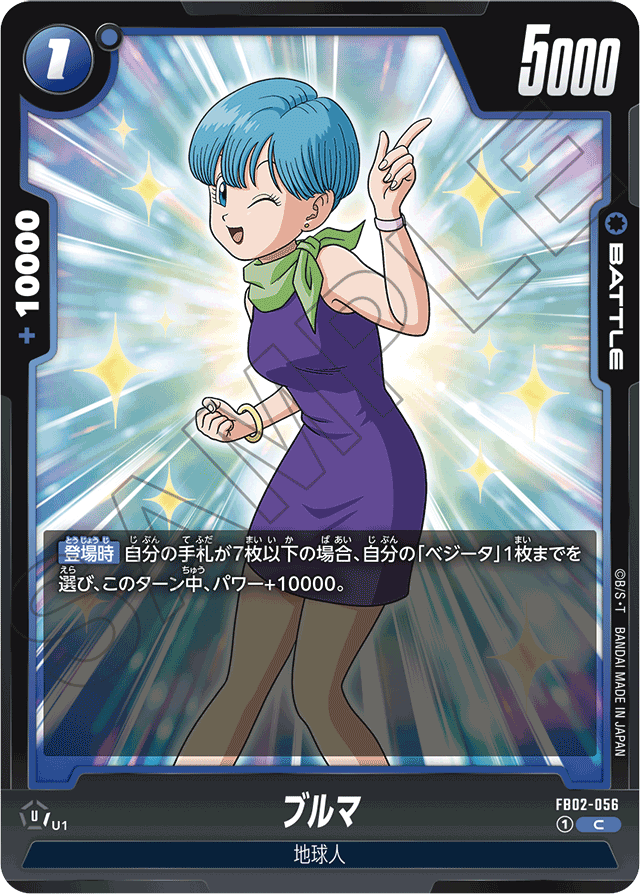 1
5000
+10000
BATTLE
SAMPLE
登場時 自分の手札が7枚以下の場合、自分の「ベジータ」1枚までを
選び、このターン中、パワー+10000。
©B/S・T BANDAI MADE IN JAPAN
U/U1
ブルマ
FB02-056
① C
地球人